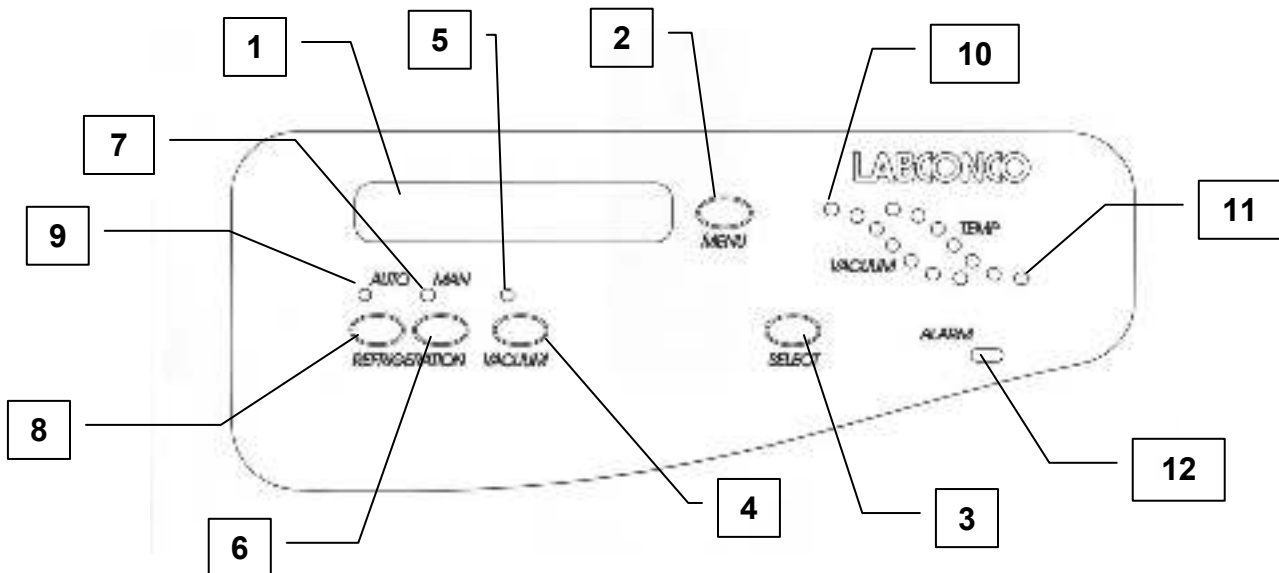 1
5
2
10
7
LABCONCO
11
9
TEMP
MENU
VACUUM
AUTO MAN
ALARM
REFRIGERATION VACUUM
SELECT
8
12
4
3
6